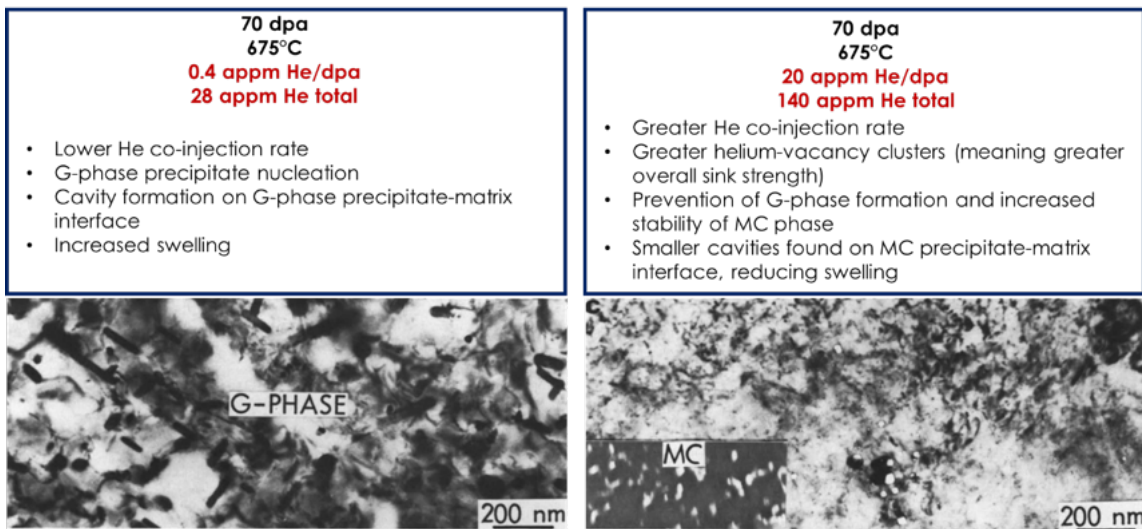 70 dpa
675°C
0.4 appm He/dpa
28 appm He total
• Lower He co-injection rate
• G-phase precipitate nucleation
• Cavity formation on G-phase precipitate-matrix
interface
• Increased swelling
G-PHASE
200 nm
70 dpa
675°C
20 appm He/dpa
140 appm He total
• Greater He co-injection rate
• Greater helium-vacancy clusters (meaning greater
overall sink strength)
• Prevention of G-phase formation and increased
stability of MC phase
• Smaller cavities found on MC precipitate-matrix
interface, reducing swelling
MC
200 nm